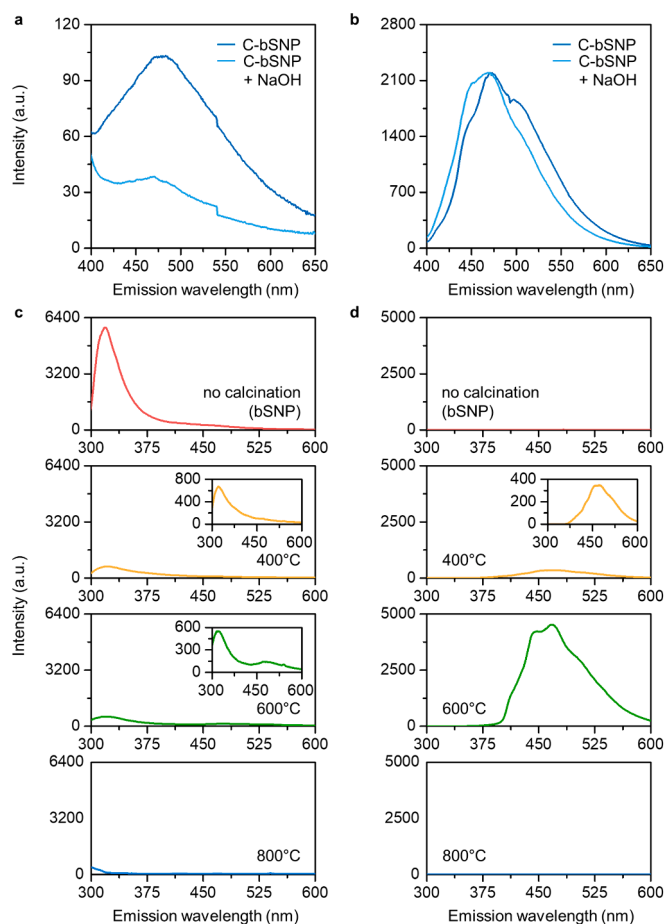 a
120
90
60
30
0
C-bSNP
C-bSNP
+ NaOH
400 450 500 550 600 650
Emission wavelength (nm)
Intensity (a.u.)
b
2800
2100
1400
700
0
C-bSNP
C-bSNP
+ NaOH
400 450 500 550 600 650
Emission wavelength (nm)
c
6400
3200
0
no calcination
(bSNP)
300 375 450 525 600
6400
3200
0
800
400
0
300 450 600
400°C
300 375 450 525 600
Intensity (a.u.)
6400
3200
0
600
300
0
300 450 600
600°C
300 375 450 525 600
6400
3200
0
800°C
300 375 450 525 600
Emission wavelength (nm)
d
5000
2500
0
no calcination
(bSNP)
300 375 450 525 600
5000
2500
0
400
200
0
300 450 600
400°C
300 375 450 525 600
5000
2500
0
600°C
300 375 450 525 600
5000
2500
0
800°C
300 375 450 525 600
Emission wavelength (nm)